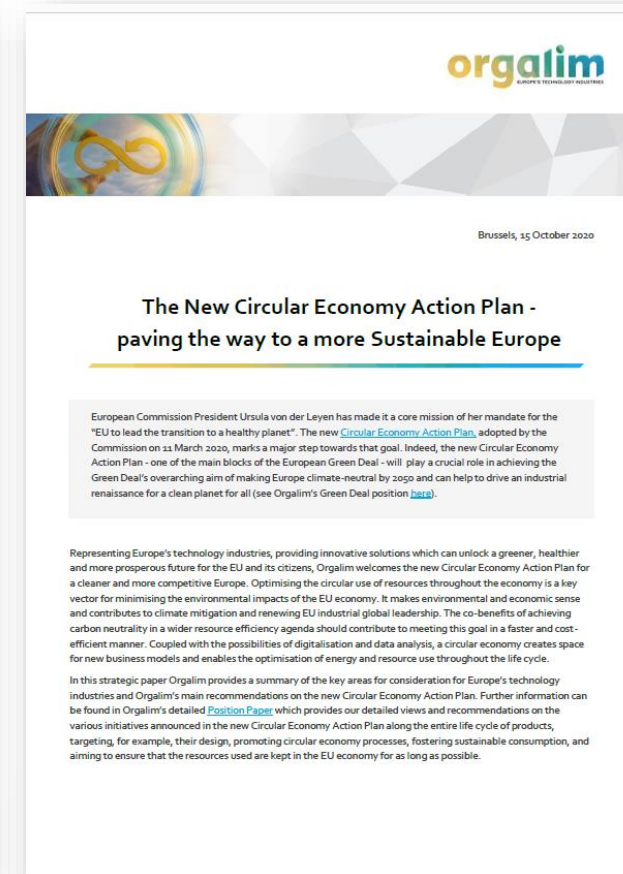 orgalim
EUROPE'S TECHNOLOGY INDUSTRIES
Brussels, 15 October 2020
The New Circular Economy Action Plan -
paving the way to a more Sustainable Europe
European Commission President Ursula von der Leyen has made it a core mission of her mandate for the
"EU to lead the transition to a healthy planet". The new Circular Economy Action Plan, adopted by the
Commission on 11 March 2020, marks a major step towards that goal. Indeed, the new Circular Economy
Action Plan - one of the main blocks of the European Green Deal - will play a crucial role in achieving the
Green Deal's overarching aim of making Europe climate-neutral by 2050 and can help to drive an industrial
renaissance for a clean planet for all (see Orgalim's Green Deal position here).
Representing Europe's technology industries, providing innovative solutions which can unlock a greener, healthier
and more prosperous future for the EU and its citizens, Orgalim welcomes the new Circular Economy Action Plan for
a cleaner and more competitive Europe. Optimising the circular use of resources throughout the economy is a key
vector for minimising the environmental impacts of the EU economy. It makes environmental and economic sense
and contributes to climate mitigation and renewing EU industrial global leadership. The co-benefits of achieving
carbon neutrality in a wider resource efficiency agenda should contribute to meeting this goal in a faster and cost-
efficient manner. Coupled with the possibilities of digitalisation and data analysis, a circular economy creates space
for new business models and enables the optimisation of energy and resource use throughout the life cycle.
In this strategic paper Orgalim provides a summary of the key areas for consideration for Europe's technology
industries and Orgalim's main recommendations on the new Circular Economy Action Plan. Further information can
be found in Orgalim's detailed Position Paper which provides our detailed views and recommendations on the
various initiatives announced in the new Circular Economy Action Plan along the entire life cycle of products,
targeting, for example, their design, promoting circular economy processes, fostering sustainable consumption, and
aiming to ensure that the resources used are kept in the EU economy for as long as possible.